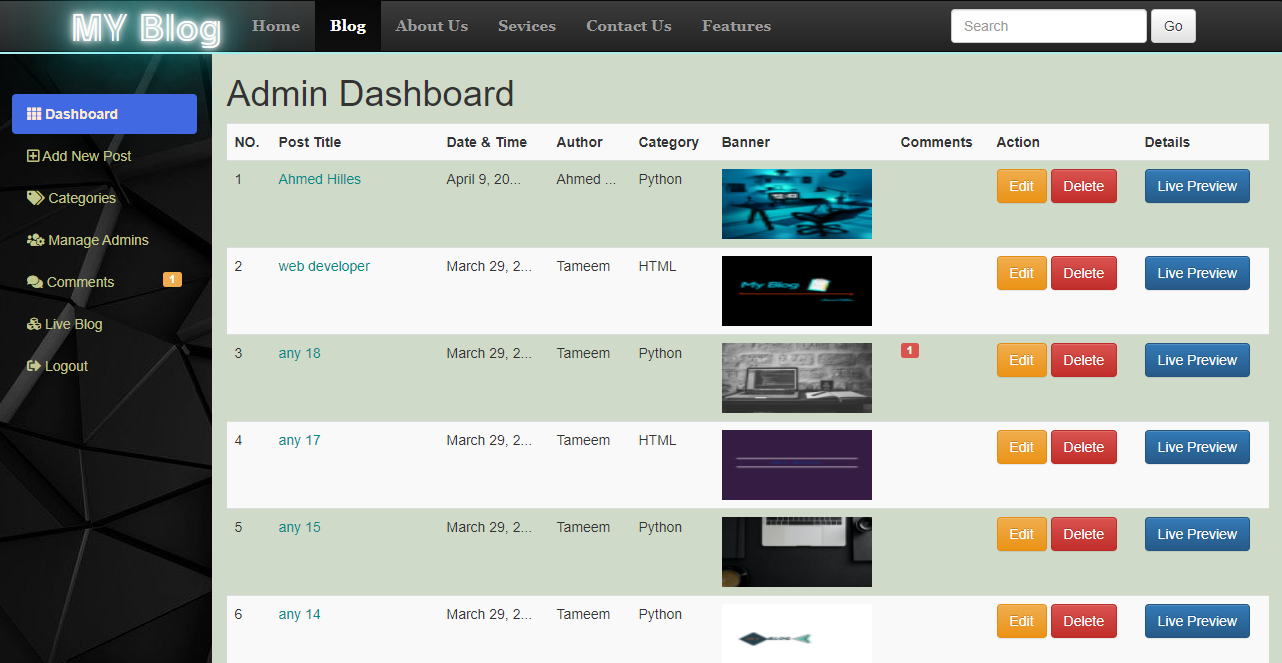 MY Blog Home Blog About Us Sevices Contact Us Features Search Go
Admin Dashboard
Dashboard
Add New Post
Categories
Manage Admins
Comments 1
Live Blog
Logout
NO. Post Title Date & Time Author Category Banner Comments Action Details
1 Ahmed Hilles April 9, 20... Ahmed ... Python Edit Delete Live Preview
2 web developer March 29, 2... Tameem HTML My Blog Edit Delete Live Preview
3 any 18 March 29, 2... Tameem Python 1 Edit Delete Live Preview
4 any 17 March 29, 2... Tameem HTML Edit Delete Live Preview
5 any 15 March 29, 2... Tameem Python Edit Delete Live Preview
6 any 14 March 29, 2... Tameem Python Edit Delete Live Preview